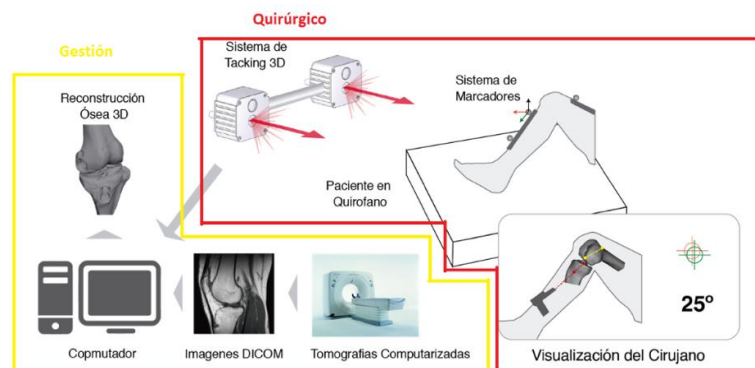 Quirúrgico
Gestión
Sistema de
Tacking 3D
Reconstrucción
Ósea 3D
Sistema de
Marcadores
Paciente en
Quirofano
25º
Copmutador
Imagenes DICOM
Tomografias Computarizadas
Visualización del Cirujano